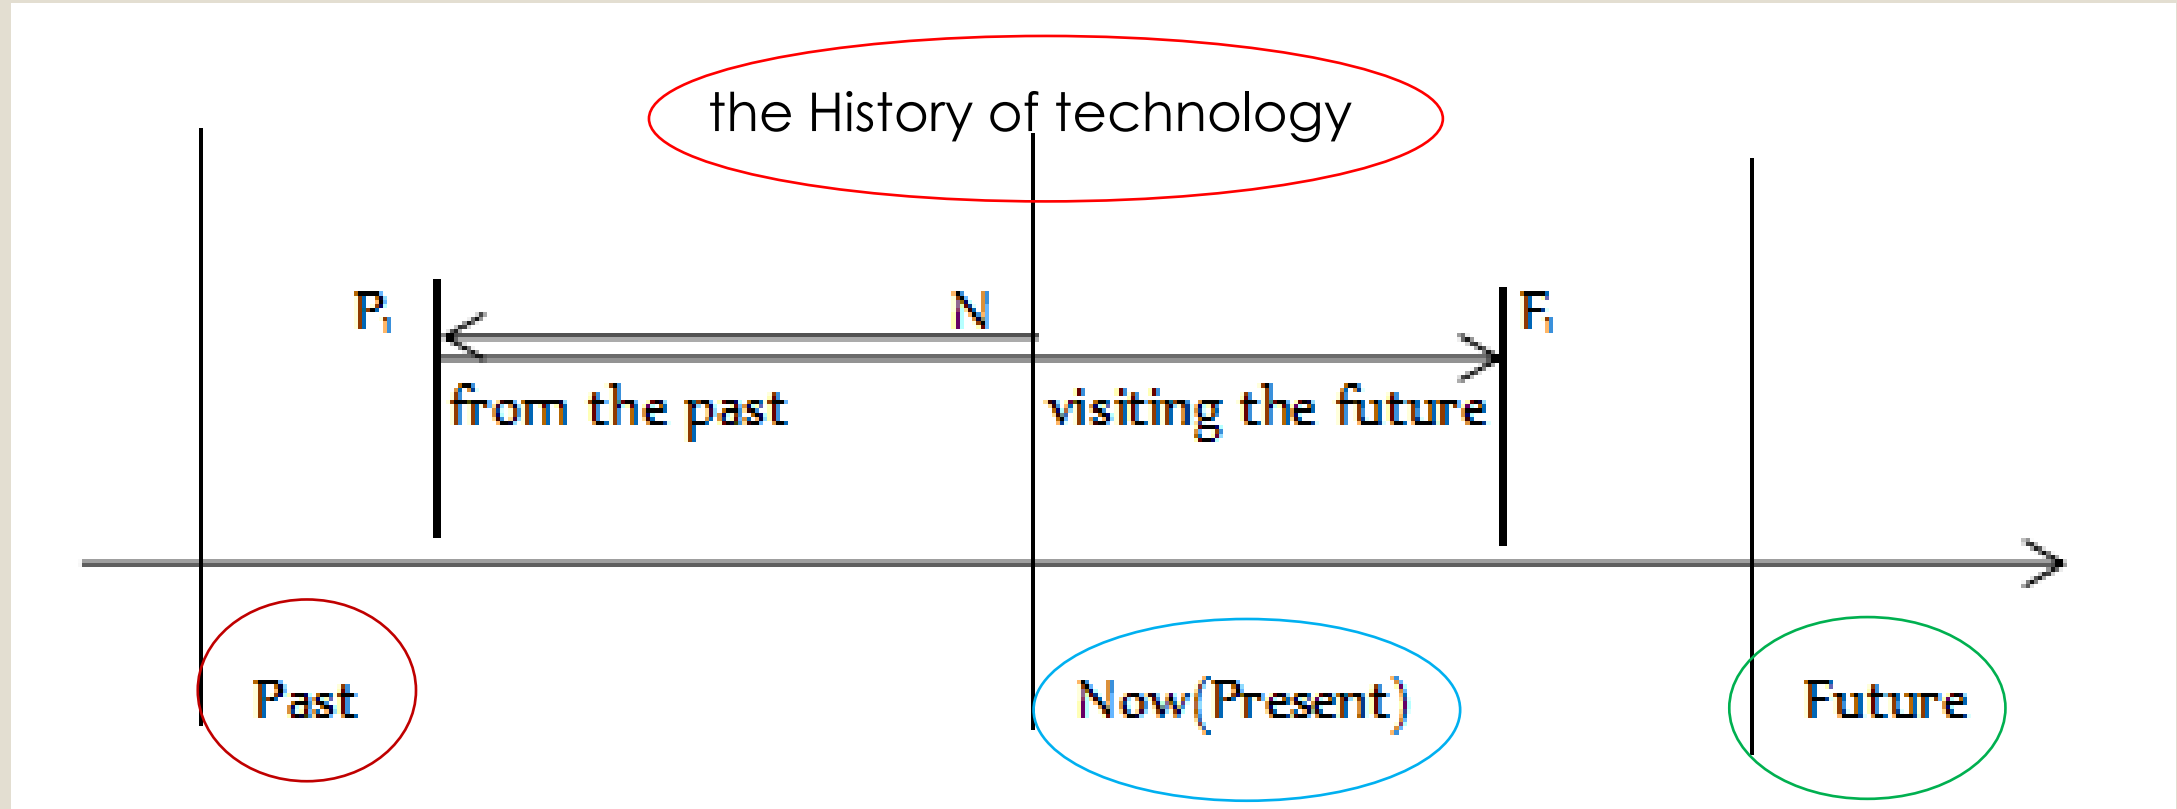 the History of technology
P₁ N F₁
from the past visiting the future
Past Now(Present) Future